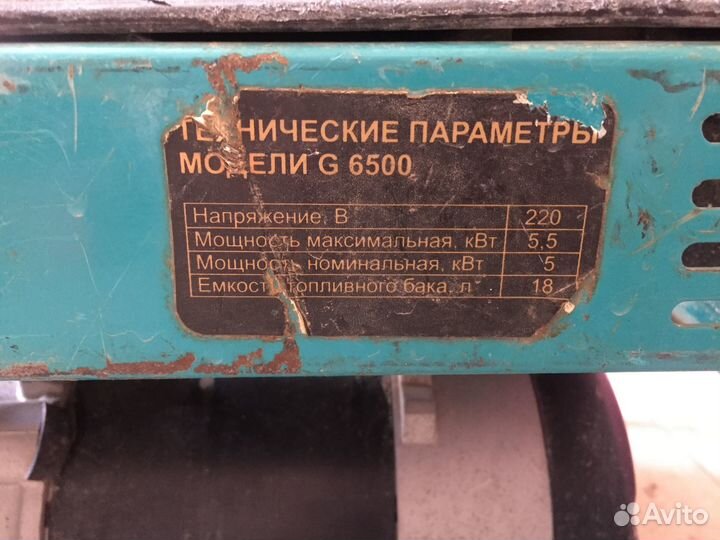 ТЕХНИЧЕСКИЕ ПАРАМЕТРЫ
МОДЕЛИ G 6500
Напряжение, В 220
Мощность максимальная, кВт 5,5
Мощность номинальная, кВт 5
Емкость топливного бака, л 18
Avito